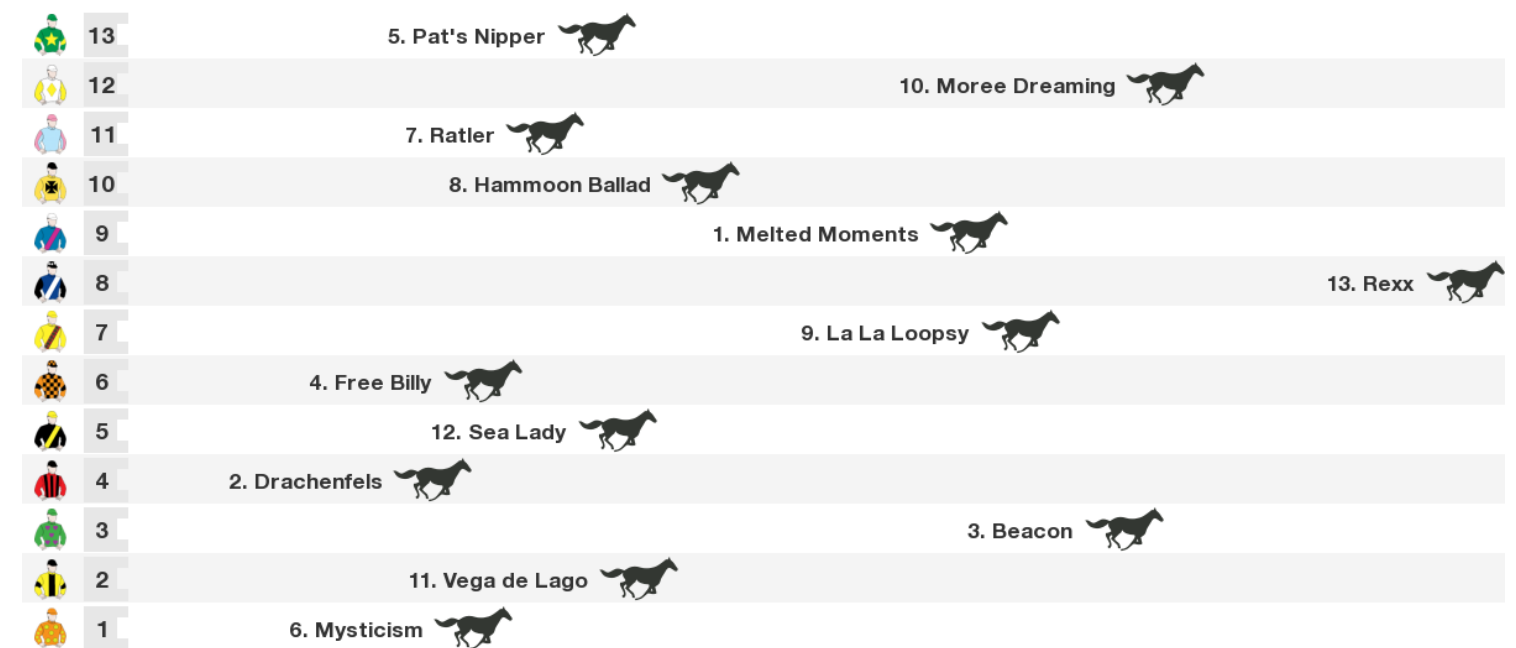 13 5. Pat's Nipper
12 10. Moree Dreaming
11 7. Ratler
10 8. Hammoon Ballad
9 1. Melted Moments
8 13. Rexx
7 9. La La Loopsy
6 4. Free Billy
5 12. Sea Lady
4 2. Drachenfels
3 3. Beacon
2 11. Vega de Lago
1 6. Mysticism